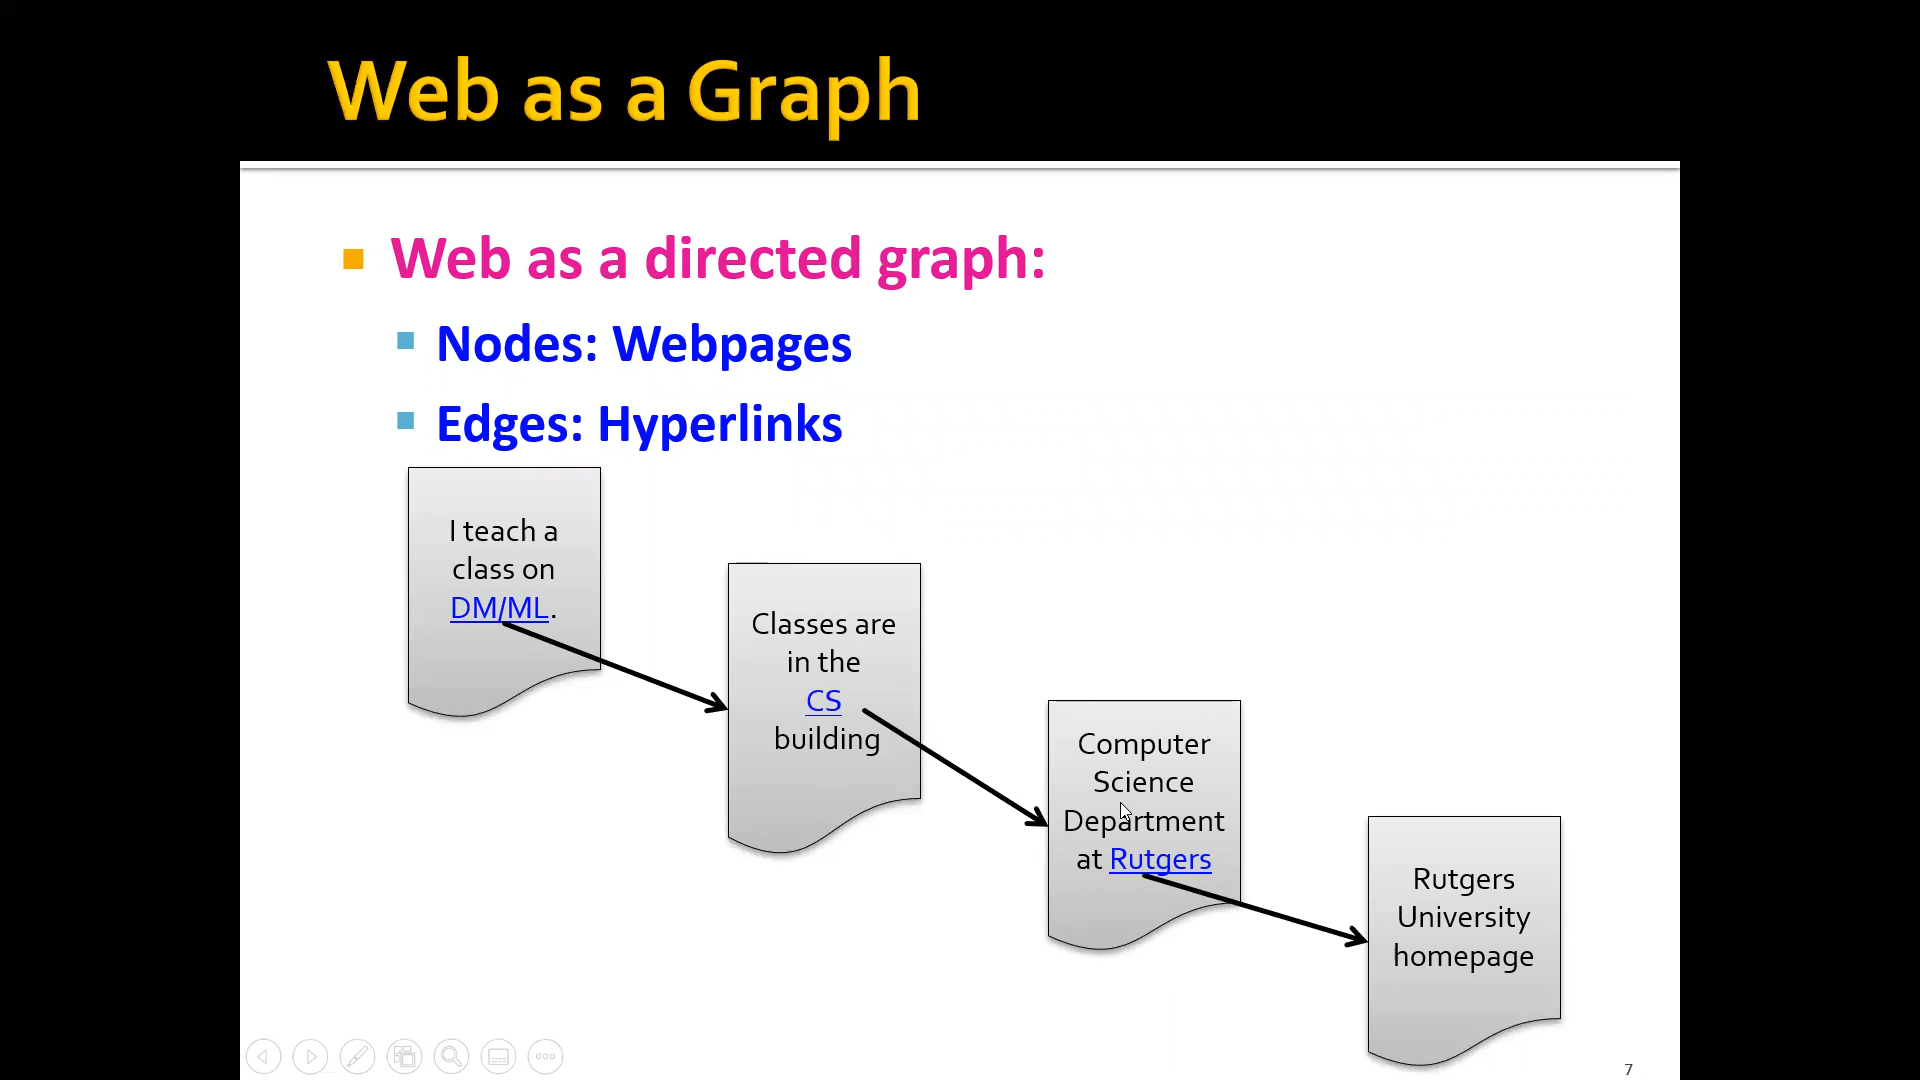 Web as a Graph
Web as a directed graph:
Nodes: Webpages
Edges: Hyperlinks
I teach a
class on
DM/ML.
Classes are
in the
CS
building
Computer
Science
Department
at Rutgers
Rutgers
University
homepage
7